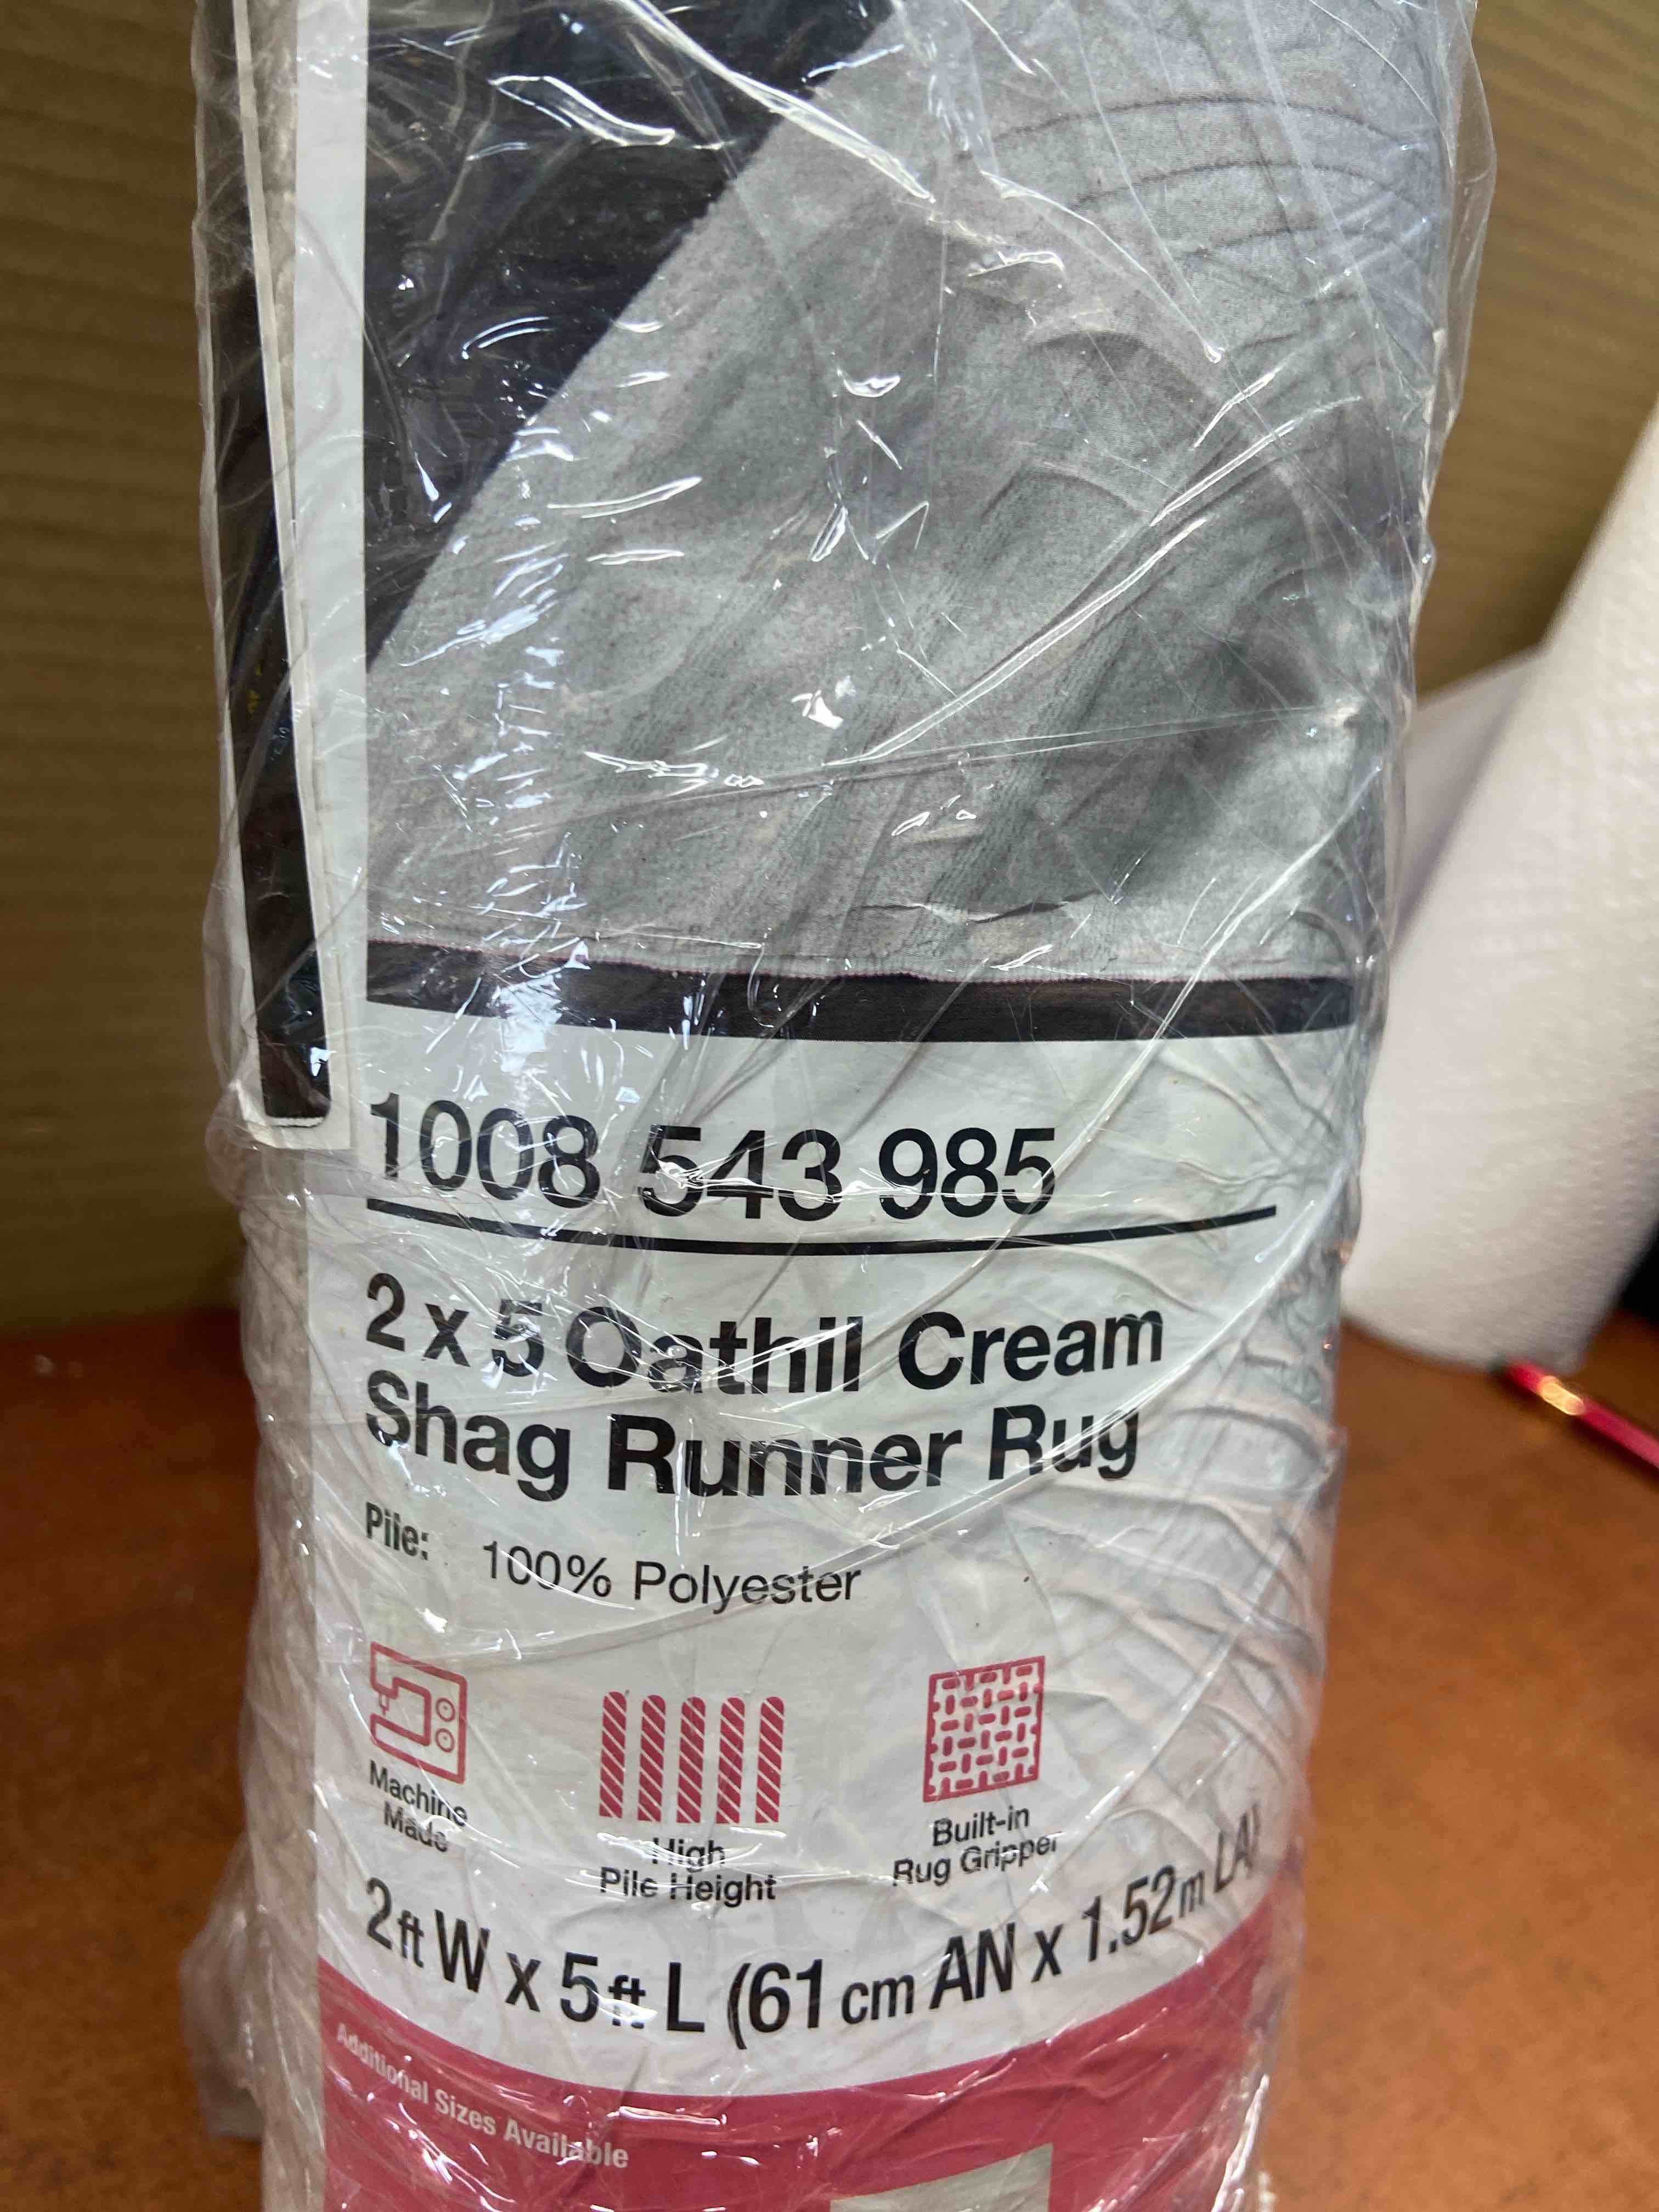 1008 543 985
2 x 5 Oathil Cream
Shag Runner Rug
Pile: 100% Polyester
Machine
Made
High
Pile Height
Built-in
Rug Gripper
2 ft W x 5 ft L (61 cm AN x 1.52 m LA)
Additional Sizes Available